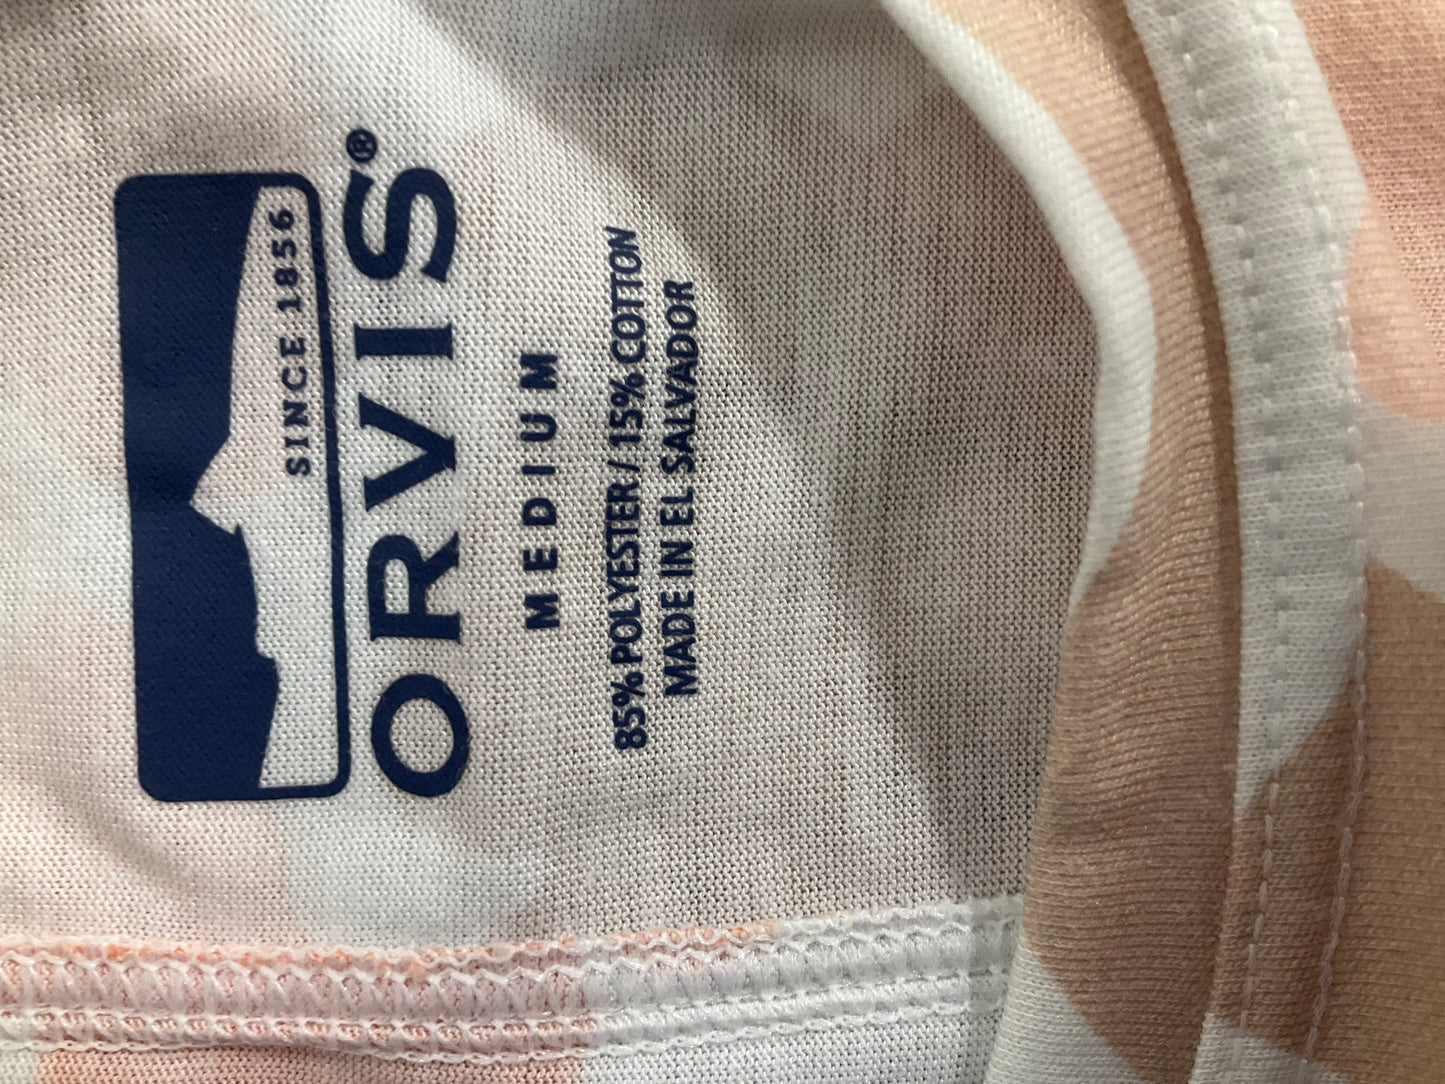 SINCE 1856
ORVIS®
MEDIUM
85% POLYESTER / 15% COTTON
MADE IN EL SALVADOR